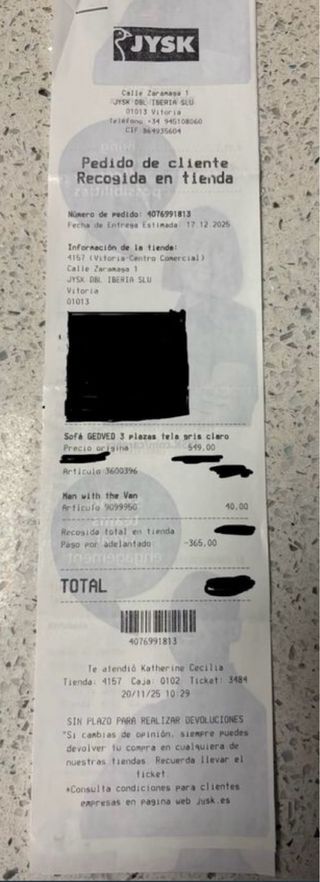 JYSK
Calle Zaramaga 1
JYSK DBL IBERIA SLU
01013 Vitoria
Teléfono +34 945108060
CIF B64935604
Pedido de cliente
Recogida en tienda
Número de pedido: 4076991813
Fecha de Entrega Estimada: 17.12.2025
Información de la tienda:
4157 (Vitoria-Centro Comercial)
Calle Zaramaga 1
JYSK DBL IBERIA SLU
Vitoria
01013
Sofá GEDVED 3 plazas tela gris claro
Precio original 549,00
Artículo 3600396
Man with the Van
Artículo 9099950 40,00
Recogida total en tienda
Pago por adelantado -365,00
TOTAL
4076991813
Te atendió Katherine Cecilia
Tienda: 4157 Caja: 0102 Ticket: 3484
20/11/25 10:29
SIN PLAZO PARA REALIZAR DEVOLUCIONES
"Si cambias de opinión, siempre puedes
devolver tu compra en cualquiera de
nuestras tiendas. Recuerda llevar el
ticket.
*Consulta condiciones para clientes
empresas en pagina web jysk.es